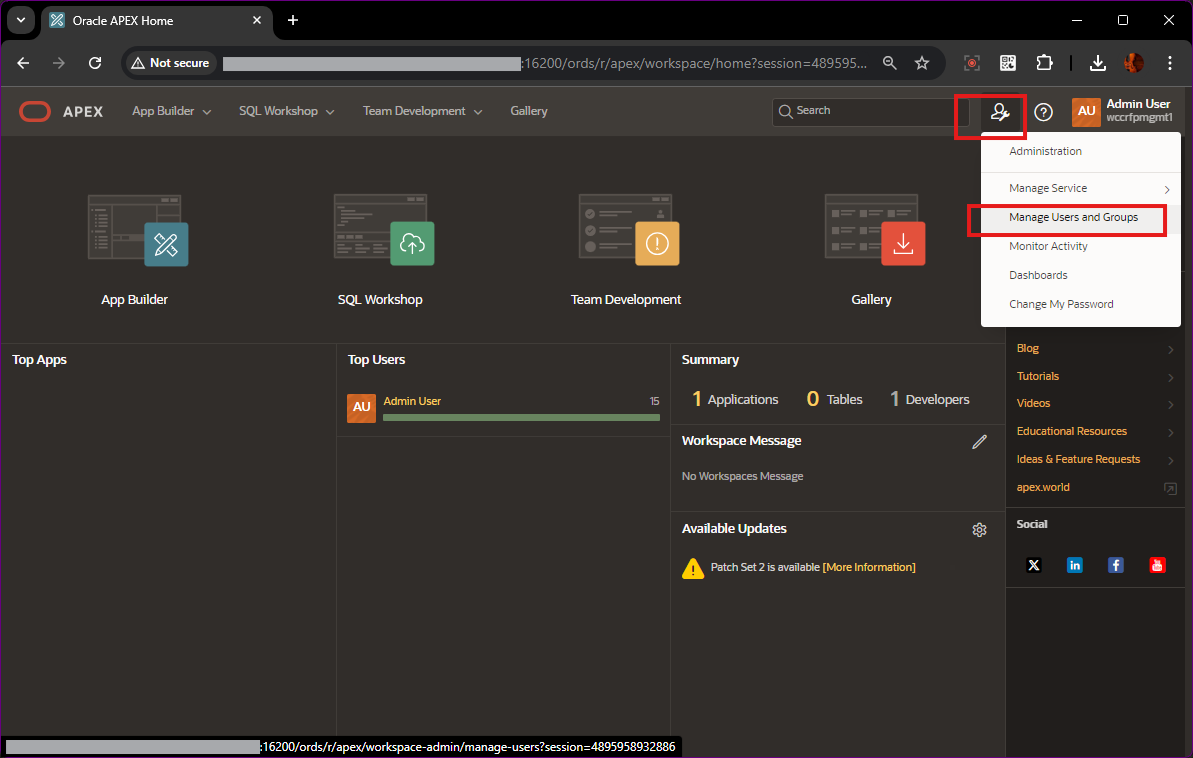 Oracle APEX Home
Not secure
:16200/ords/r/apex/workspace/home?session=489595...
APEX
App Builder
SQL Workshop
Team Development
Gallery
Search
AU
Admin User
wccrfpmgmt1
Administration
Manage Service
Manage Users and Groups
Monitor Activity
Dashboards
Change My Password
App Builder
SQL Workshop
Team Development
Gallery
Top Apps
Top Users
AU
Admin User
15
Summary
1 Applications
0 Tables
1 Developers
Workspace Message
No Workspaces Message
Available Updates
Patch Set 2 is available [More Information]
Blog
Tutorials
Videos
Educational Resources
Ideas & Feature Requests
apex.world
Social
:16200/ords/r/apex/workspace-admin/manage-users?session=4895958932886